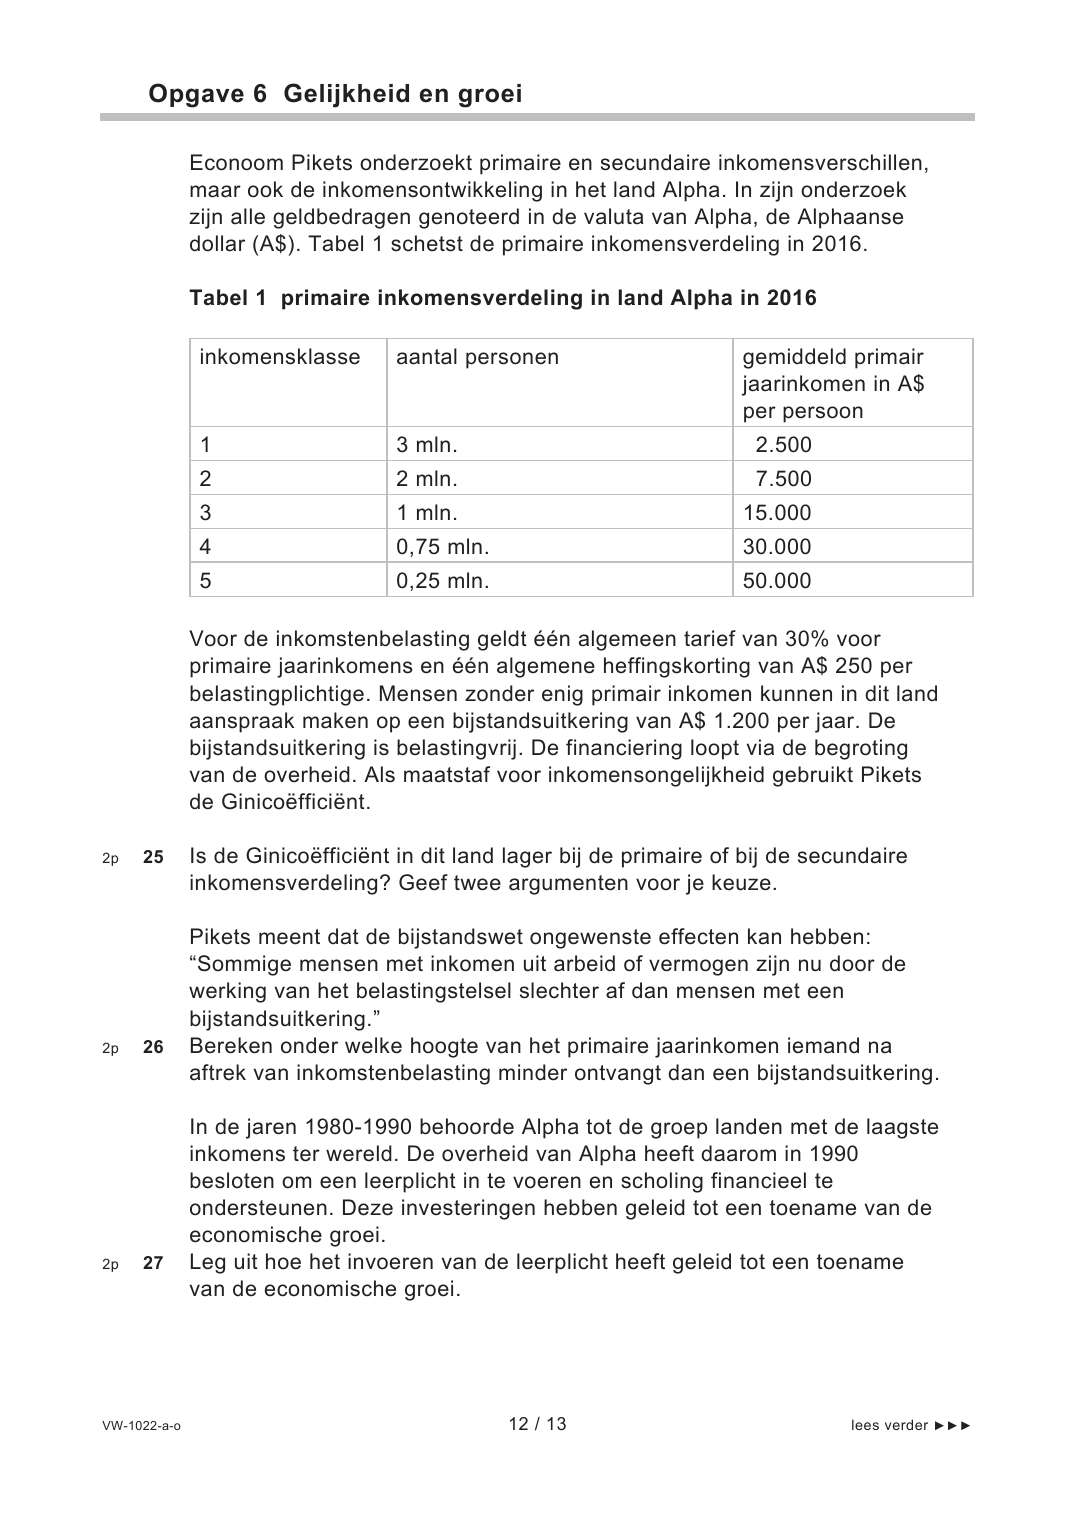 Opgave 6  Gelijkheid en groei
Econoom Pikets onderzoekt primaire en secundaire inkomensverschillen,
maar ook de inkomensontwikkeling in het land Alpha. In zijn onderzoek
zijn alle geldbedragen genoteerd in de valuta van Alpha, de Alphaanse
dollar (A$). Tabel 1 schetst de primaire inkomensverdeling in 2016.
Tabel 1  primaire inkomensverdeling in land Alpha in 2016
inkomensklasse aantal personen gemiddeld primair
jaarinkomen in A$
per persoon
1 3 mln. 2.500
2 2 mln. 7.500
3 1 mln. 15.000
4 0,75 mln. 30.000
5 0,25 mln. 50.000
Voor de inkomstenbelasting geldt één algemeen tarief van 30% voor
primaire jaarinkomens en één algemene heffingskorting van A$ 250 per
belastingplichtige. Mensen zonder enig primair inkomen kunnen in dit land
aanspraak maken op een bijstandsuitkering van A$ 1.200 per jaar. De
bijstandsuitkering is belastingvrij. De financiering loopt via de begroting
van de overheid. Als maatstaf voor inkomensongelijkheid gebruikt Pikets
de Ginicoëfficiënt.
2p 25 Is de Ginicoëfficiënt in dit land lager bij de primaire of bij de secundaire
inkomensverdeling? Geef twee argumenten voor je keuze.
Pikets meent dat de bijstandswet ongewenste effecten kan hebben:
“Sommige mensen met inkomen uit arbeid of vermogen zijn nu door de
werking van het belastingstelsel slechter af dan mensen met een
bijstandsuitkering.”
2p 26 Bereken onder welke hoogte van het primaire jaarinkomen iemand na
aftrek van inkomstenbelasting minder ontvangt dan een bijstandsuitkering.
In de jaren 1980-1990 behoorde Alpha tot de groep landen met de laagste
inkomens ter wereld. De overheid van Alpha heeft daarom in 1990
besloten om een leerplicht in te voeren en scholing financieel te
ondersteunen. Deze investeringen hebben geleid tot een toename van de
economische groei.
2p 27 Leg uit hoe het invoeren van de leerplicht heeft geleid tot een toename
van de economische groei.
VW-1022-a-o 12 / 13 lees verder ►►►